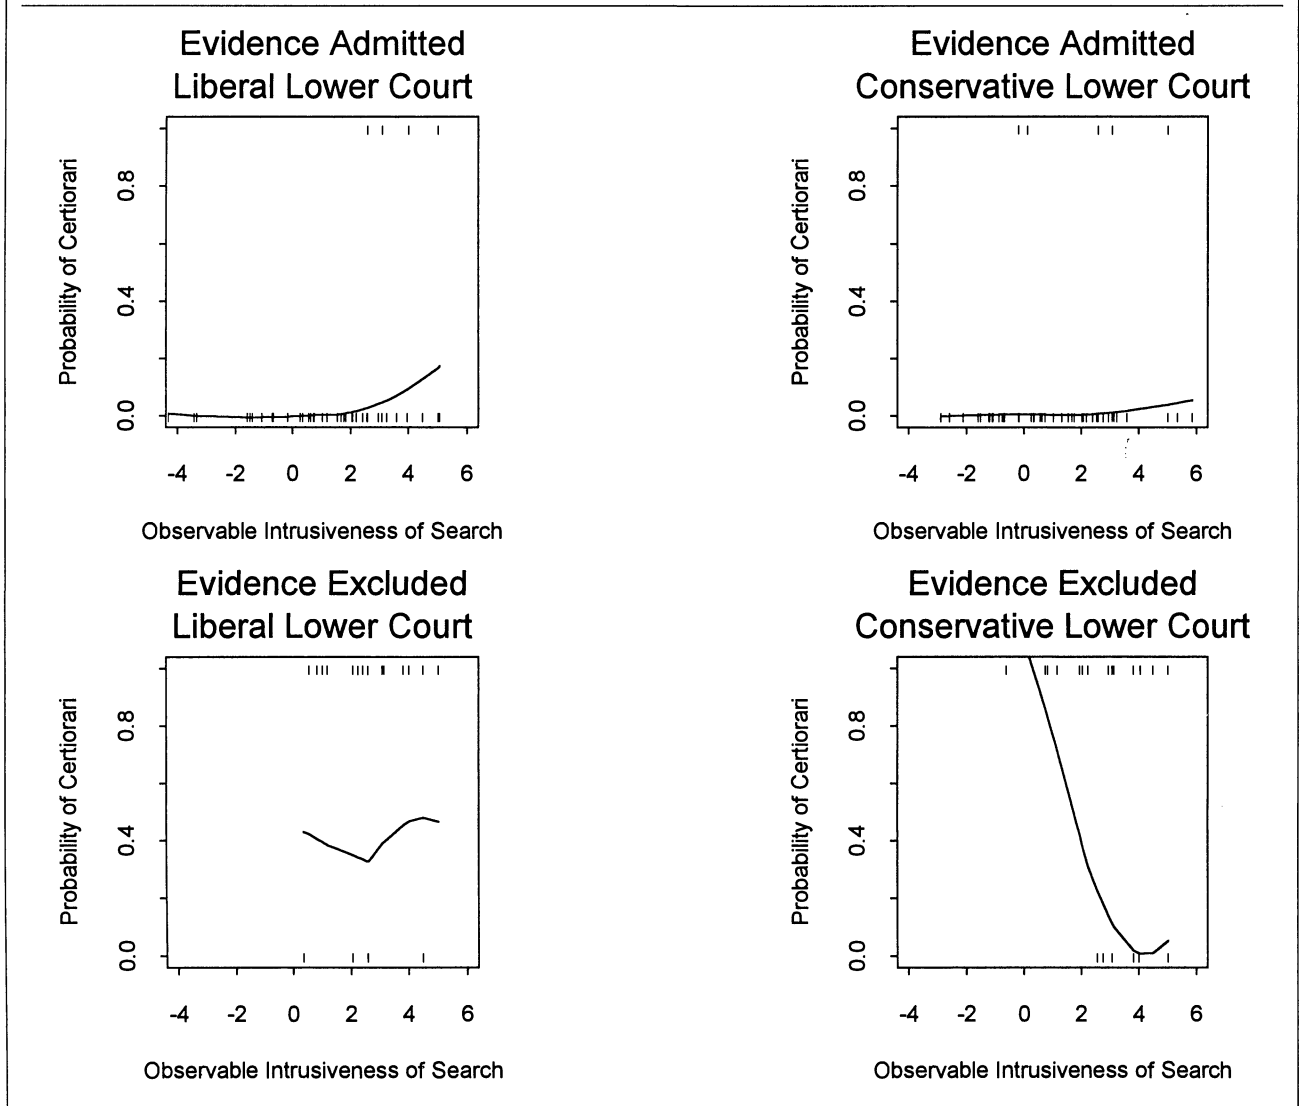 Evidence Admitted
Liberal Lower Court
Probability of Certiorari
0.8
0.4
0.0
-4 -2 0 2 4 6
Observable Intrusiveness of Search
Evidence Admitted
Conservative Lower Court
Probability of Certiorari
0.8
0.4
0.0
-4 -2 0 2 4 6
Observable Intrusiveness of Search
Evidence Excluded
Liberal Lower Court
Probability of Certiorari
0.8
0.4
0.0
-4 -2 0 2 4 6
Observable Intrusiveness of Search
Evidence Excluded
Conservative Lower Court
Probability of Certiorari
0.8
0.4
0.0
-4 -2 0 2 4 6
Observable Intrusiveness of Search